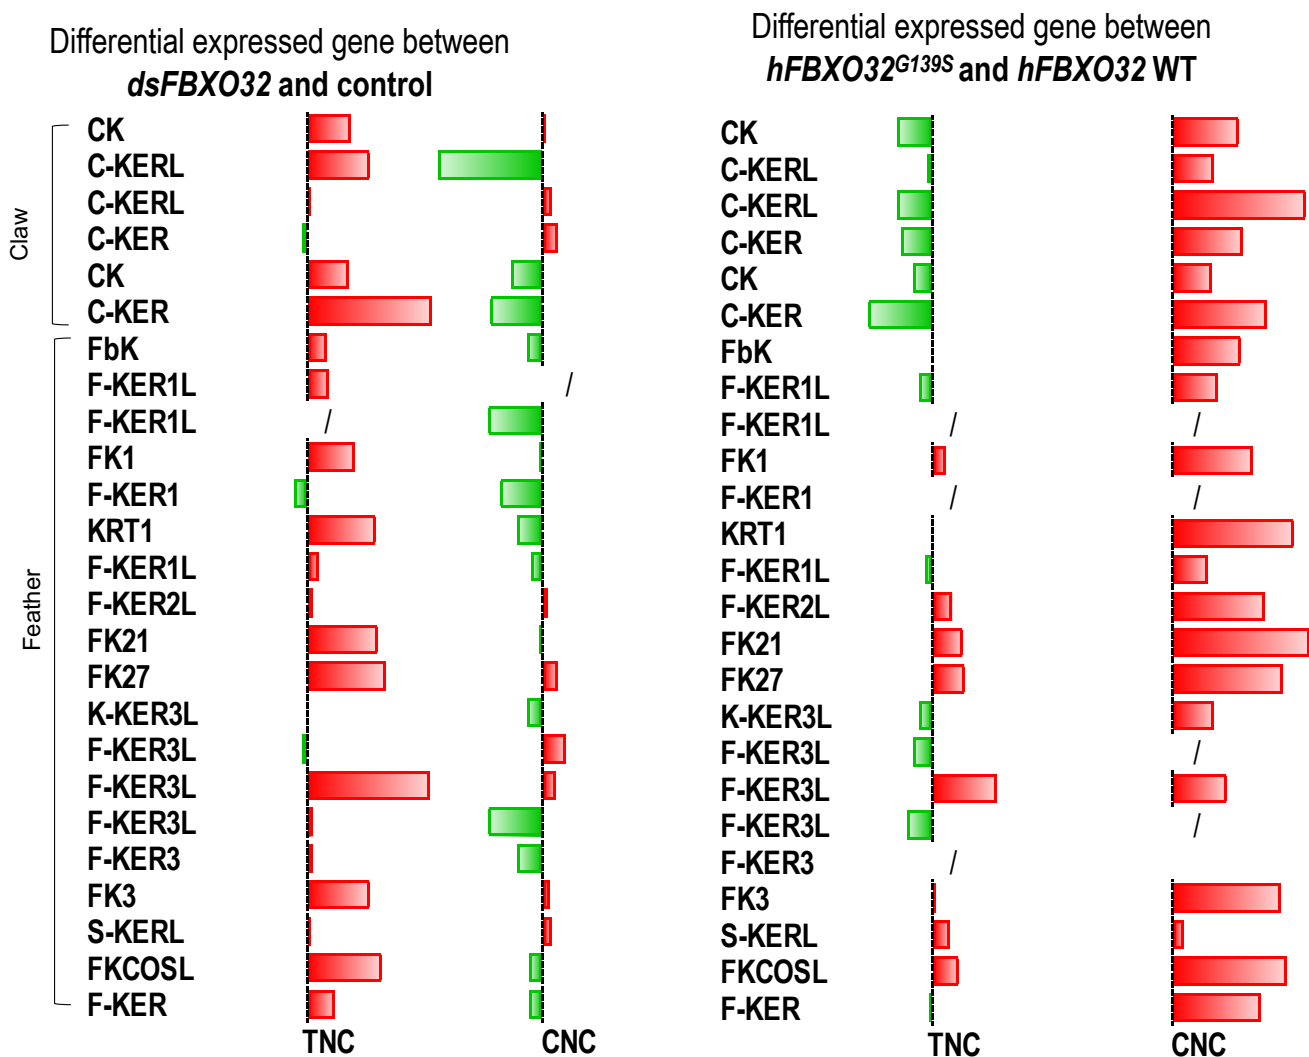 Differential expressed gene between
dsFBXO32 and control
Claw
Feather
CK
C-KERL
C-KERL
C-KER
CK
C-KER
FbK
F-KER1L
/
F-KER1L
/
FK1
F-KER1
KRT1
F-KER1L
F-KER2L
FK21
FK27
K-KER3L
F-KER3L
F-KER3L
F-KER3L
F-KER3
FK3
S-KERL
FKCOSL
F-KER
TNC
CNC
Differential expressed gene between
hFBXO32G139S and hFBXO32 WT
CK
C-KERL
C-KERL
C-KER
CK
C-KER
FbK
F-KER1L
F-KER1L
/ /
FK1
F-KER1
/ /
KRT1
F-KER1L
F-KER2L
FK21
FK27
K-KER3L
F-KER3L
/
F-KER3L
F-KER3L
/
F-KER3
/
FK3
S-KERL
FKCOSL
F-KER
TNC
CNC